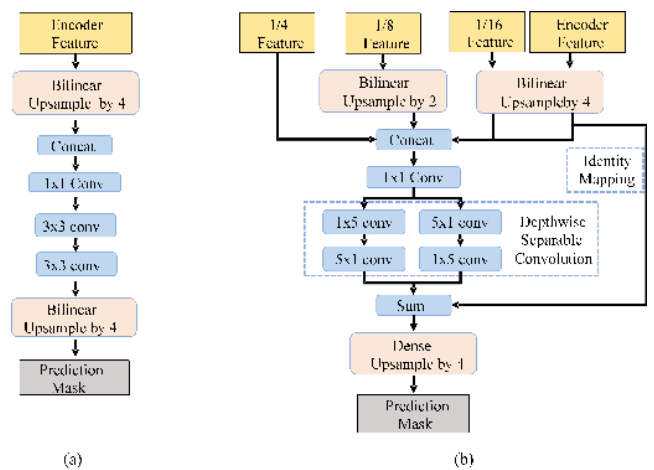 Encoder
Feature
Bilinear
Upsample by 4
Concat.
1x1 Conv
3x3 conv
3x3 conv
Bilinear
Upsample by 4
Prediction
Mask
(a)
1/4
Feature
1/8
Feature
1/16
Feature
Encoder
Feature
Bilinear
Upsample by 2
Bilinear
Upsampleby 4
Concat
1x1 Conv
Identity
Mapping
1x5 conv
5x1 conv
5x1 conv
1x5 conv
Depthwise
Separable
Convolution
Sum
Dense
Upsample by 4
Prediction
Mask
(b)